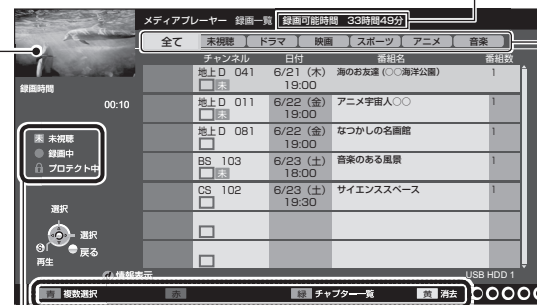 メディアプレーヤー 録画一覧 録画可能時間 33時間49分
全て 未視聴 ドラマ 映画 スポーツ アニメ 音楽
チャンネル 日付 番組名 番組数
地上D 041 6/21 (木) 海のお友達 (○○海洋公園) 1
未 19:00
録画時間
00:10
地上D 011 6/22 (金) アニメ宇宙人○○ 1
未 19:00
地上D 081 6/22 (金) なつかしの名画館 1
19:00
BS 103 6/23 (土) 音楽のある風景 1
未 18:00
CS 102 6/23 (土) サイエンススペース 1
19:30
未 未視聴
録画中
プロテクト中
選択
選択
戻る
再生
情報表示
USB HDD 1
青 複数選択 赤 緑 チャプター一覧 黄 消去